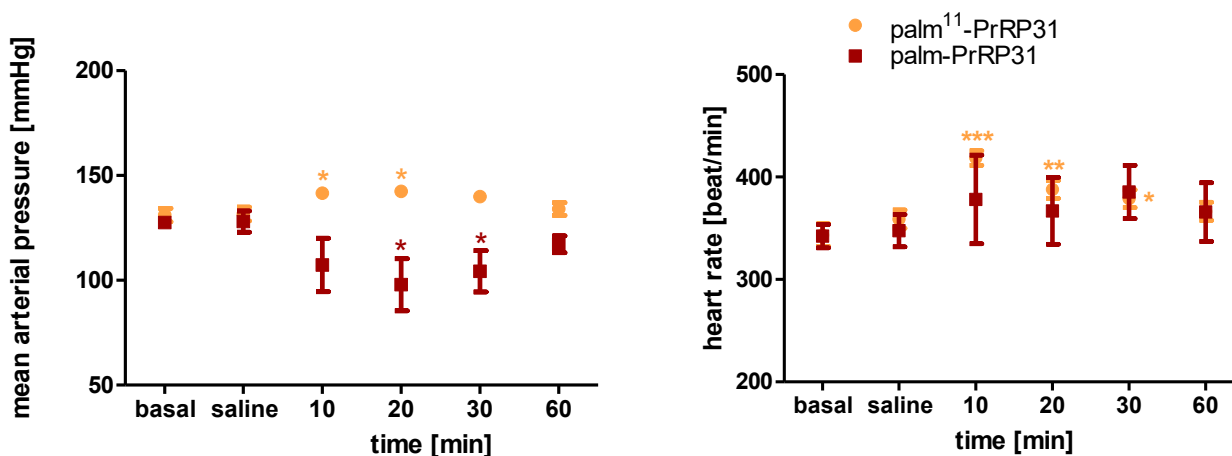 mean arterial pressure [mmHg]
200
150
100
50
*
*
*
*
basal saline 10 20 30 60
time [min]
palm¹¹-PrRP31
palm-PrRP31
heart rate [beat/min]
500
400
300
200
***
**
*
basal saline 10 20 30 60
time [min]